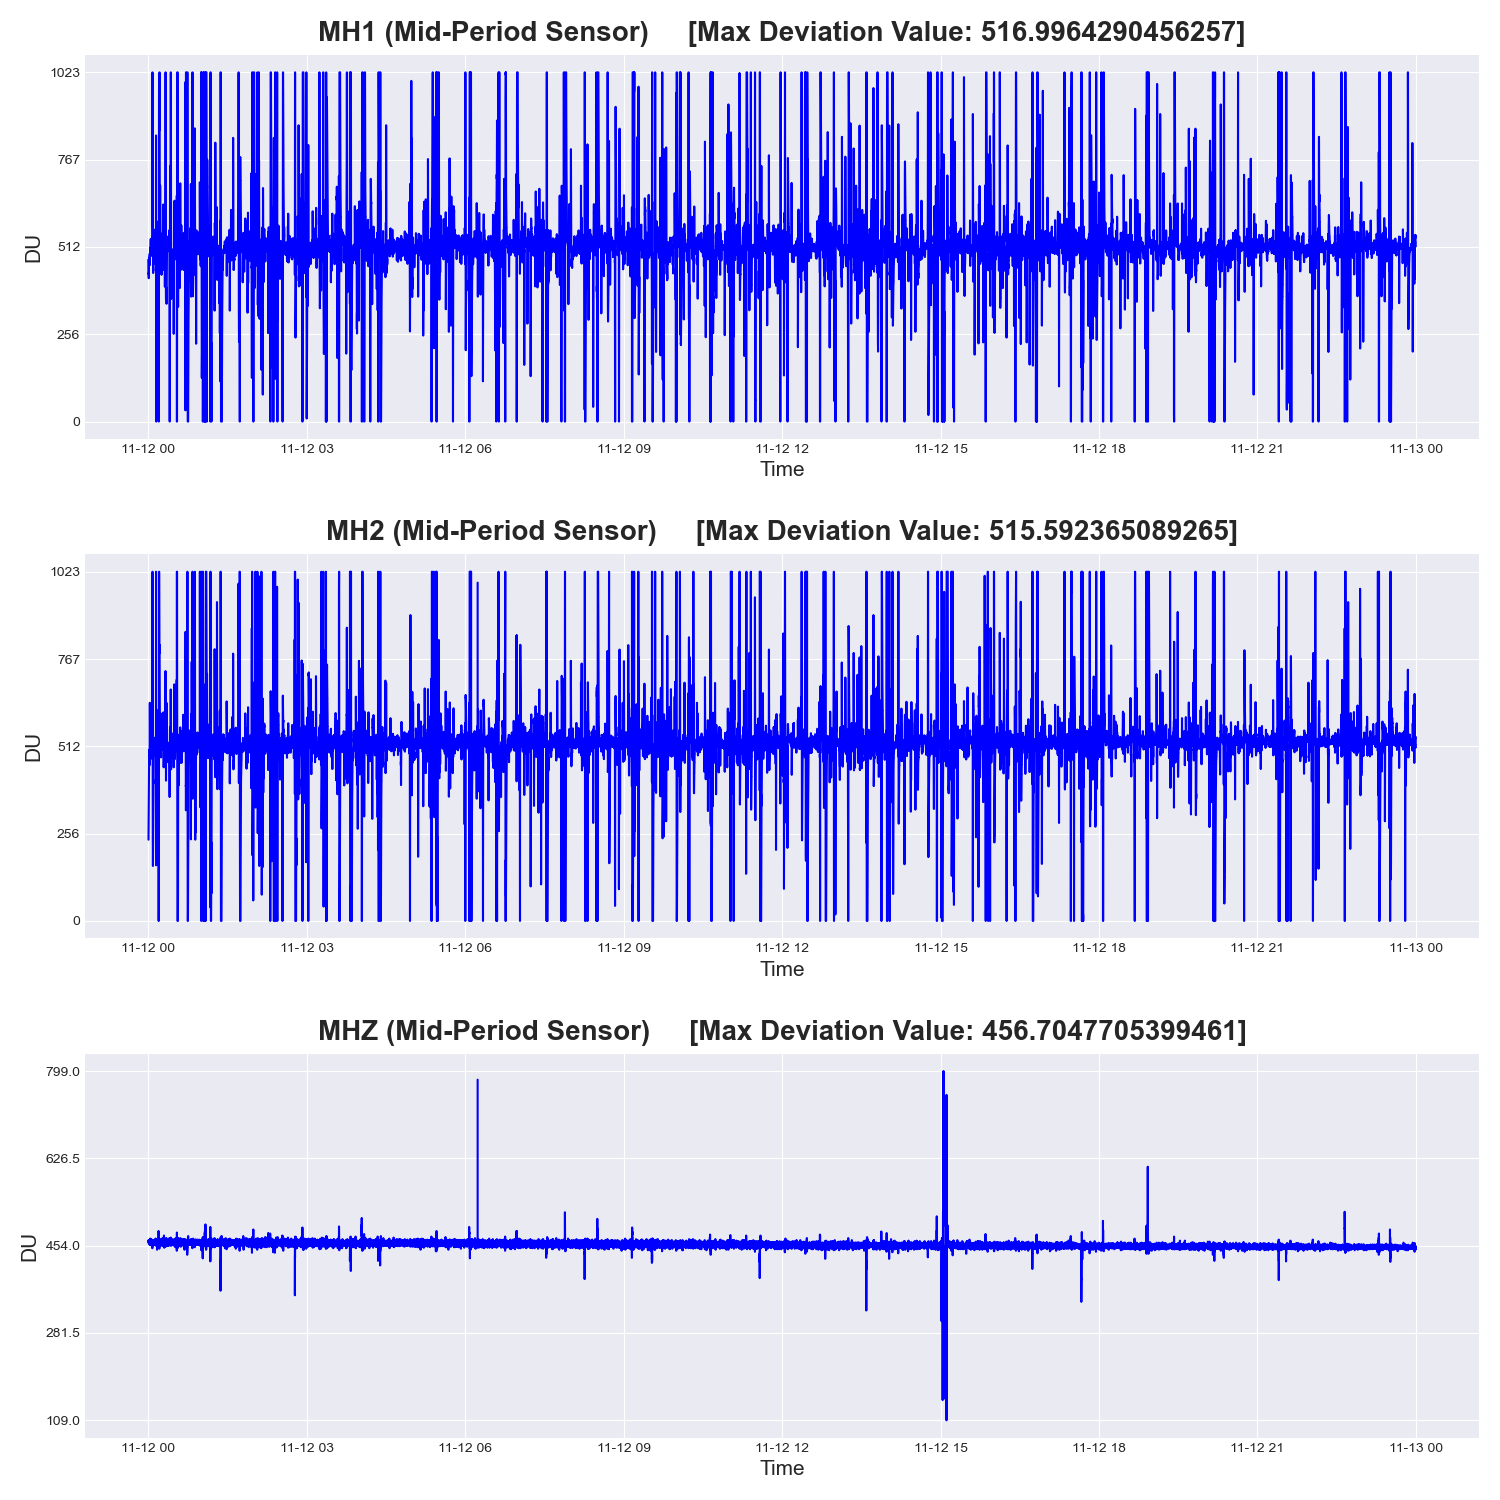 MH1 (Mid-Period Sensor) [Max Deviation Value: 516.9964290456257]
1023
767
512
256
0
DU
11-12 00 11-12 03 11-12 06 11-12 09 11-12 12 11-12 15 11-12 18 11-12 21 11-13 00
Time
MH2 (Mid-Period Sensor) [Max Deviation Value: 515.592365089265]
1023
767
512
256
0
DU
11-12 00 11-12 03 11-12 06 11-12 09 11-12 12 11-12 15 11-12 18 11-12 21 11-13 00
Time
MHZ (Mid-Period Sensor) [Max Deviation Value: 456.7047705399461]
799.0
626.5
454.0
281.5
109.0
DU
11-12 00 11-12 03 11-12 06 11-12 09 11-12 12 11-12 15 11-12 18 11-12 21 11-13 00
Time